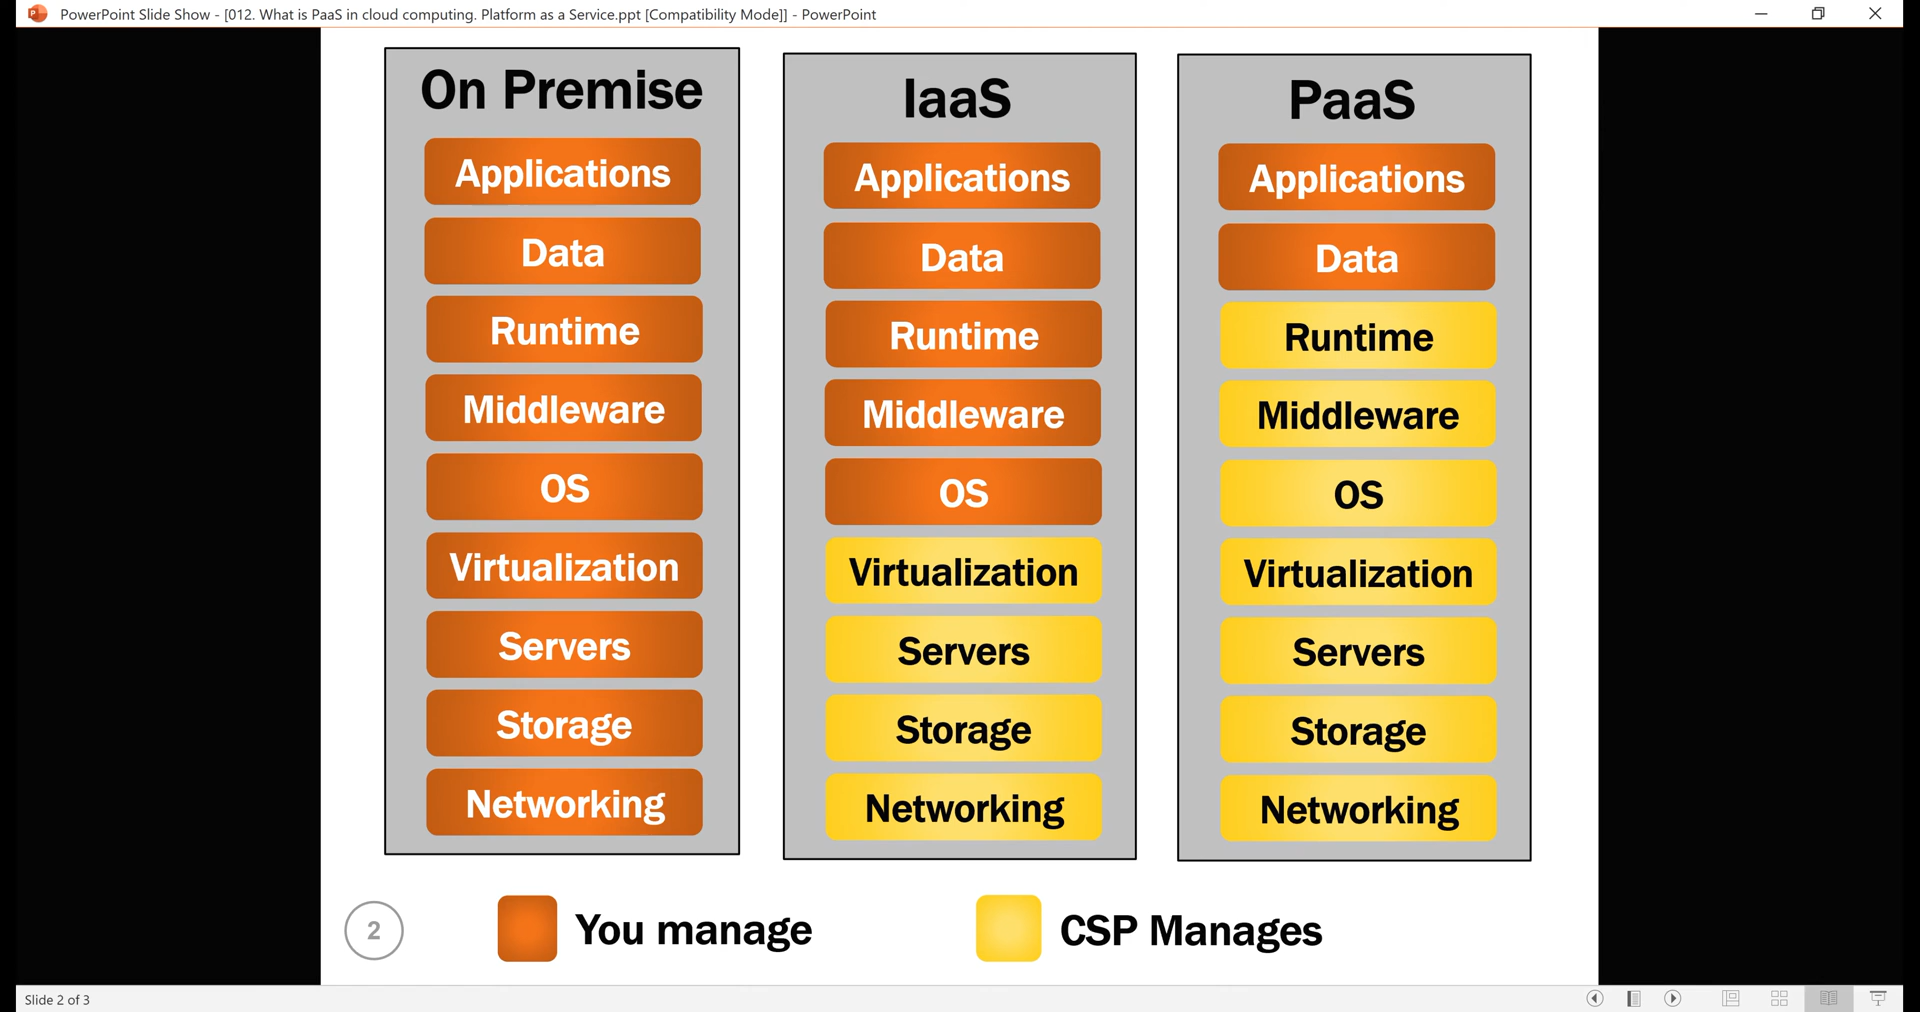 PowerPoint Slide Show - [012. What is PaaS in cloud computing. Platform as a Service.ppt [Compatibility Mode]] - PowerPoint
On Premise
Applications
Data
Runtime
Middleware
OS
Virtualization
Servers
Storage
Networking
IaaS
Applications
Data
Runtime
Middleware
OS
Virtualization
Servers
Storage
Networking
PaaS
Applications
Data
Runtime
Middleware
OS
Virtualization
Servers
Storage
Networking
2
You manage
CSP Manages
Slide 2 of 3